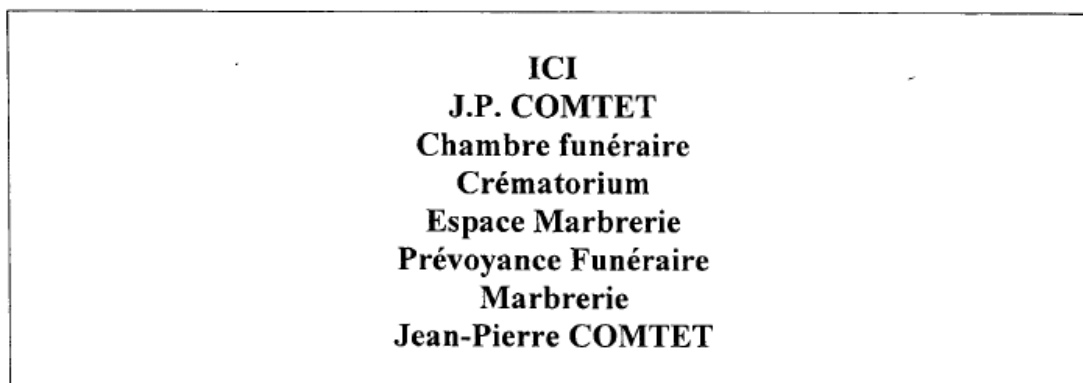 ICI
J.P. COMTET
Chambre funéraire
Crématorium
Espace Marbrerie
Prévoyance Funéraire
Marbrerie
Jean-Pierre COMTET